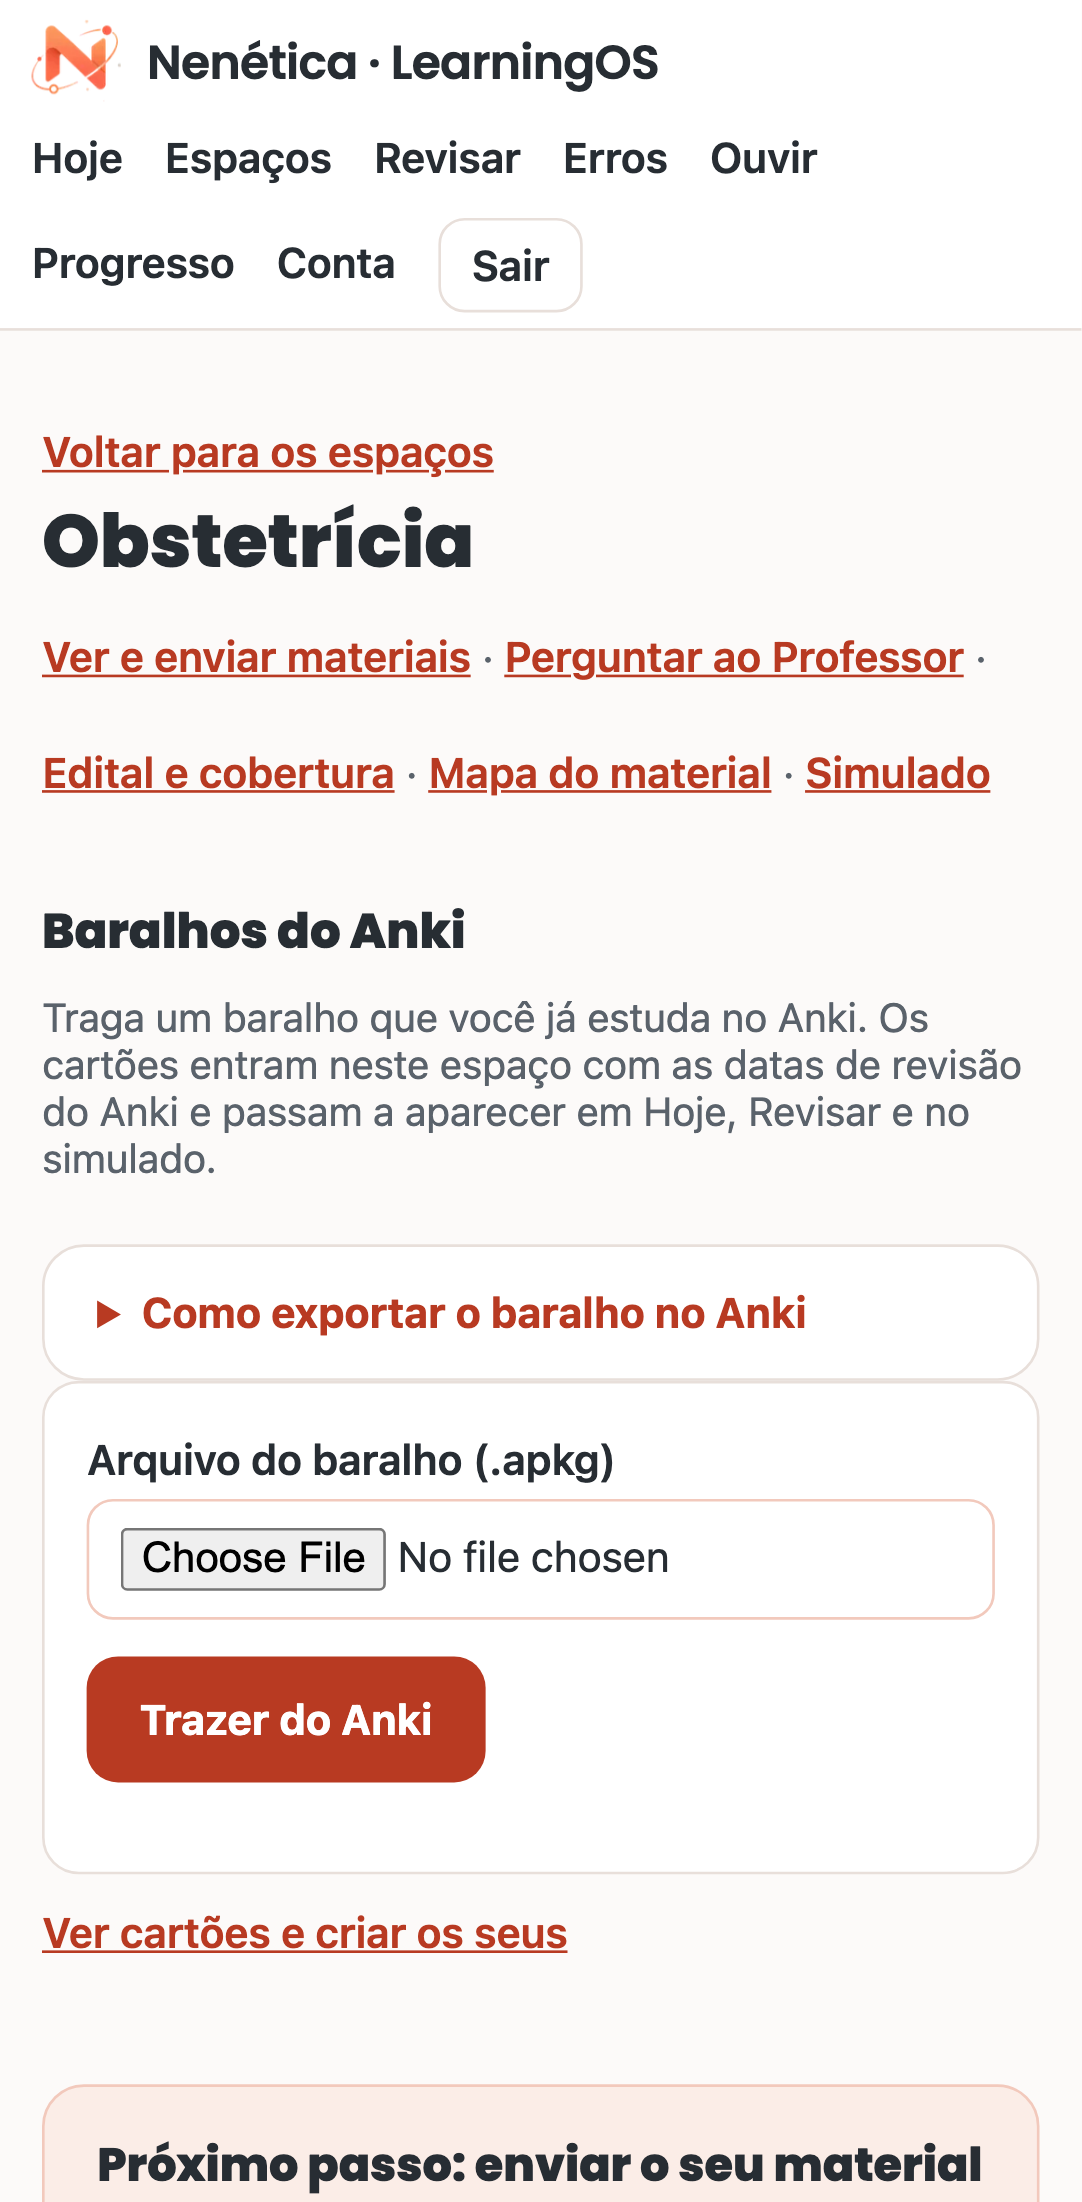 Nenética · LearningOS
Hoje Espaços Revisar Erros Ouvir
Progresso Conta Sair
Voltar para os espaços
Obstetrícia
Ver e enviar materiais · Perguntar ao Professor ·
Edital e cobertura · Mapa do material · Simulado
Baralhos do Anki
Traga um baralho que você já estuda no Anki. Os
cartões entram neste espaço com as datas de revisão
do Anki e passam a aparecer em Hoje, Revisar e no
simulado.
Como exportar o baralho no Anki
Arquivo do baralho (.apkg)
Choose File No file chosen
Trazer do Anki
Ver cartões e criar os seus
Próximo passo: enviar o seu material